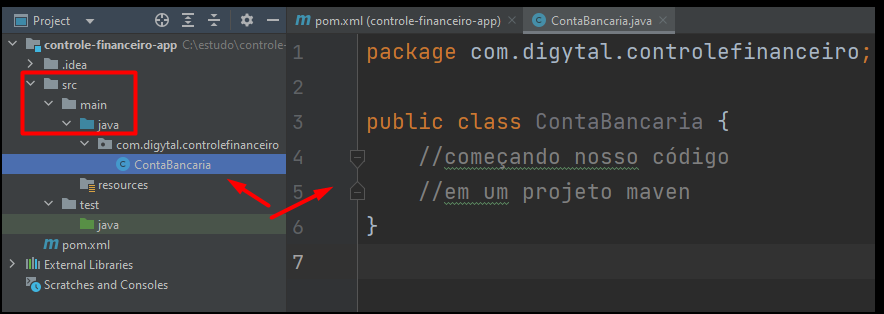 Project
controle-financeiro-app C:\estudo\controle-
.idea
src
main
java
com.digytal.controlefinanceiro
ContaBancaria
resources
test
java
pom.xml
External Libraries
Scratches and Consoles
pom.xml (controle-financeiro-app) ContaBancaria.java
1 package com.digytal.controlefinanceiro;
2
3 public class ContaBancaria {
4 //começando nosso código
5 //em um projeto maven
6 }
7